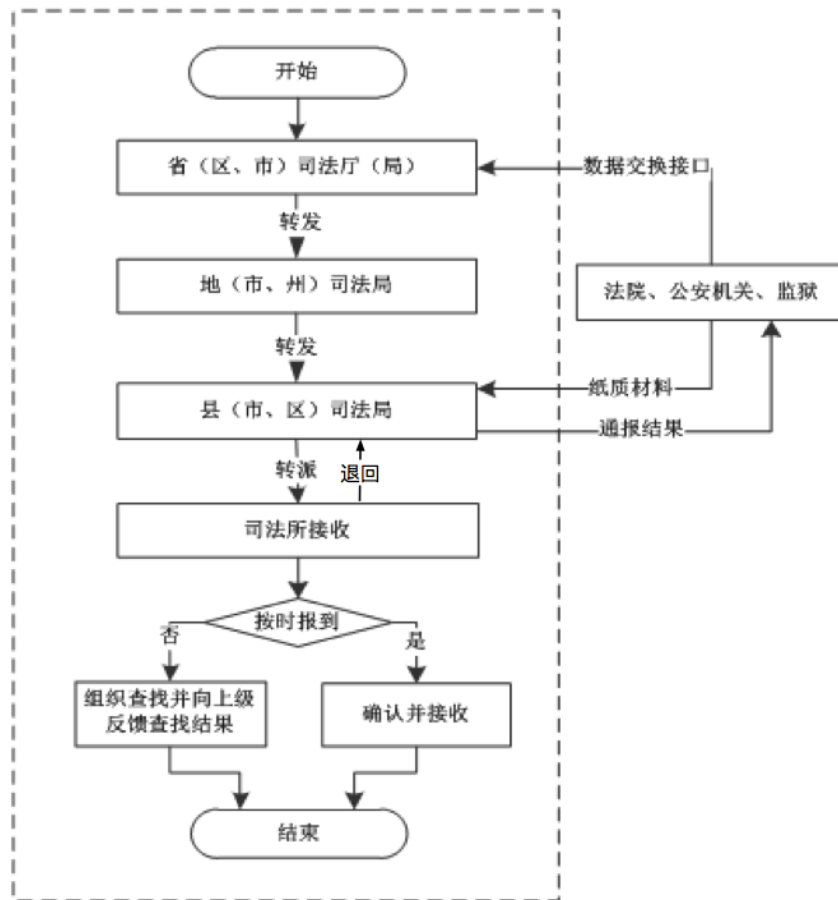 开始
省（区、市）司法厅（局）
数据交换接口
转发
地（市、州）司法局
法院、公安机关、监狱
转发
县（市、区）司法局
纸质材料
通报结果
转派
退回
司法所接收
按时报到
否
是
组织查找并向上级
反馈查找结果
确认并接收
结束